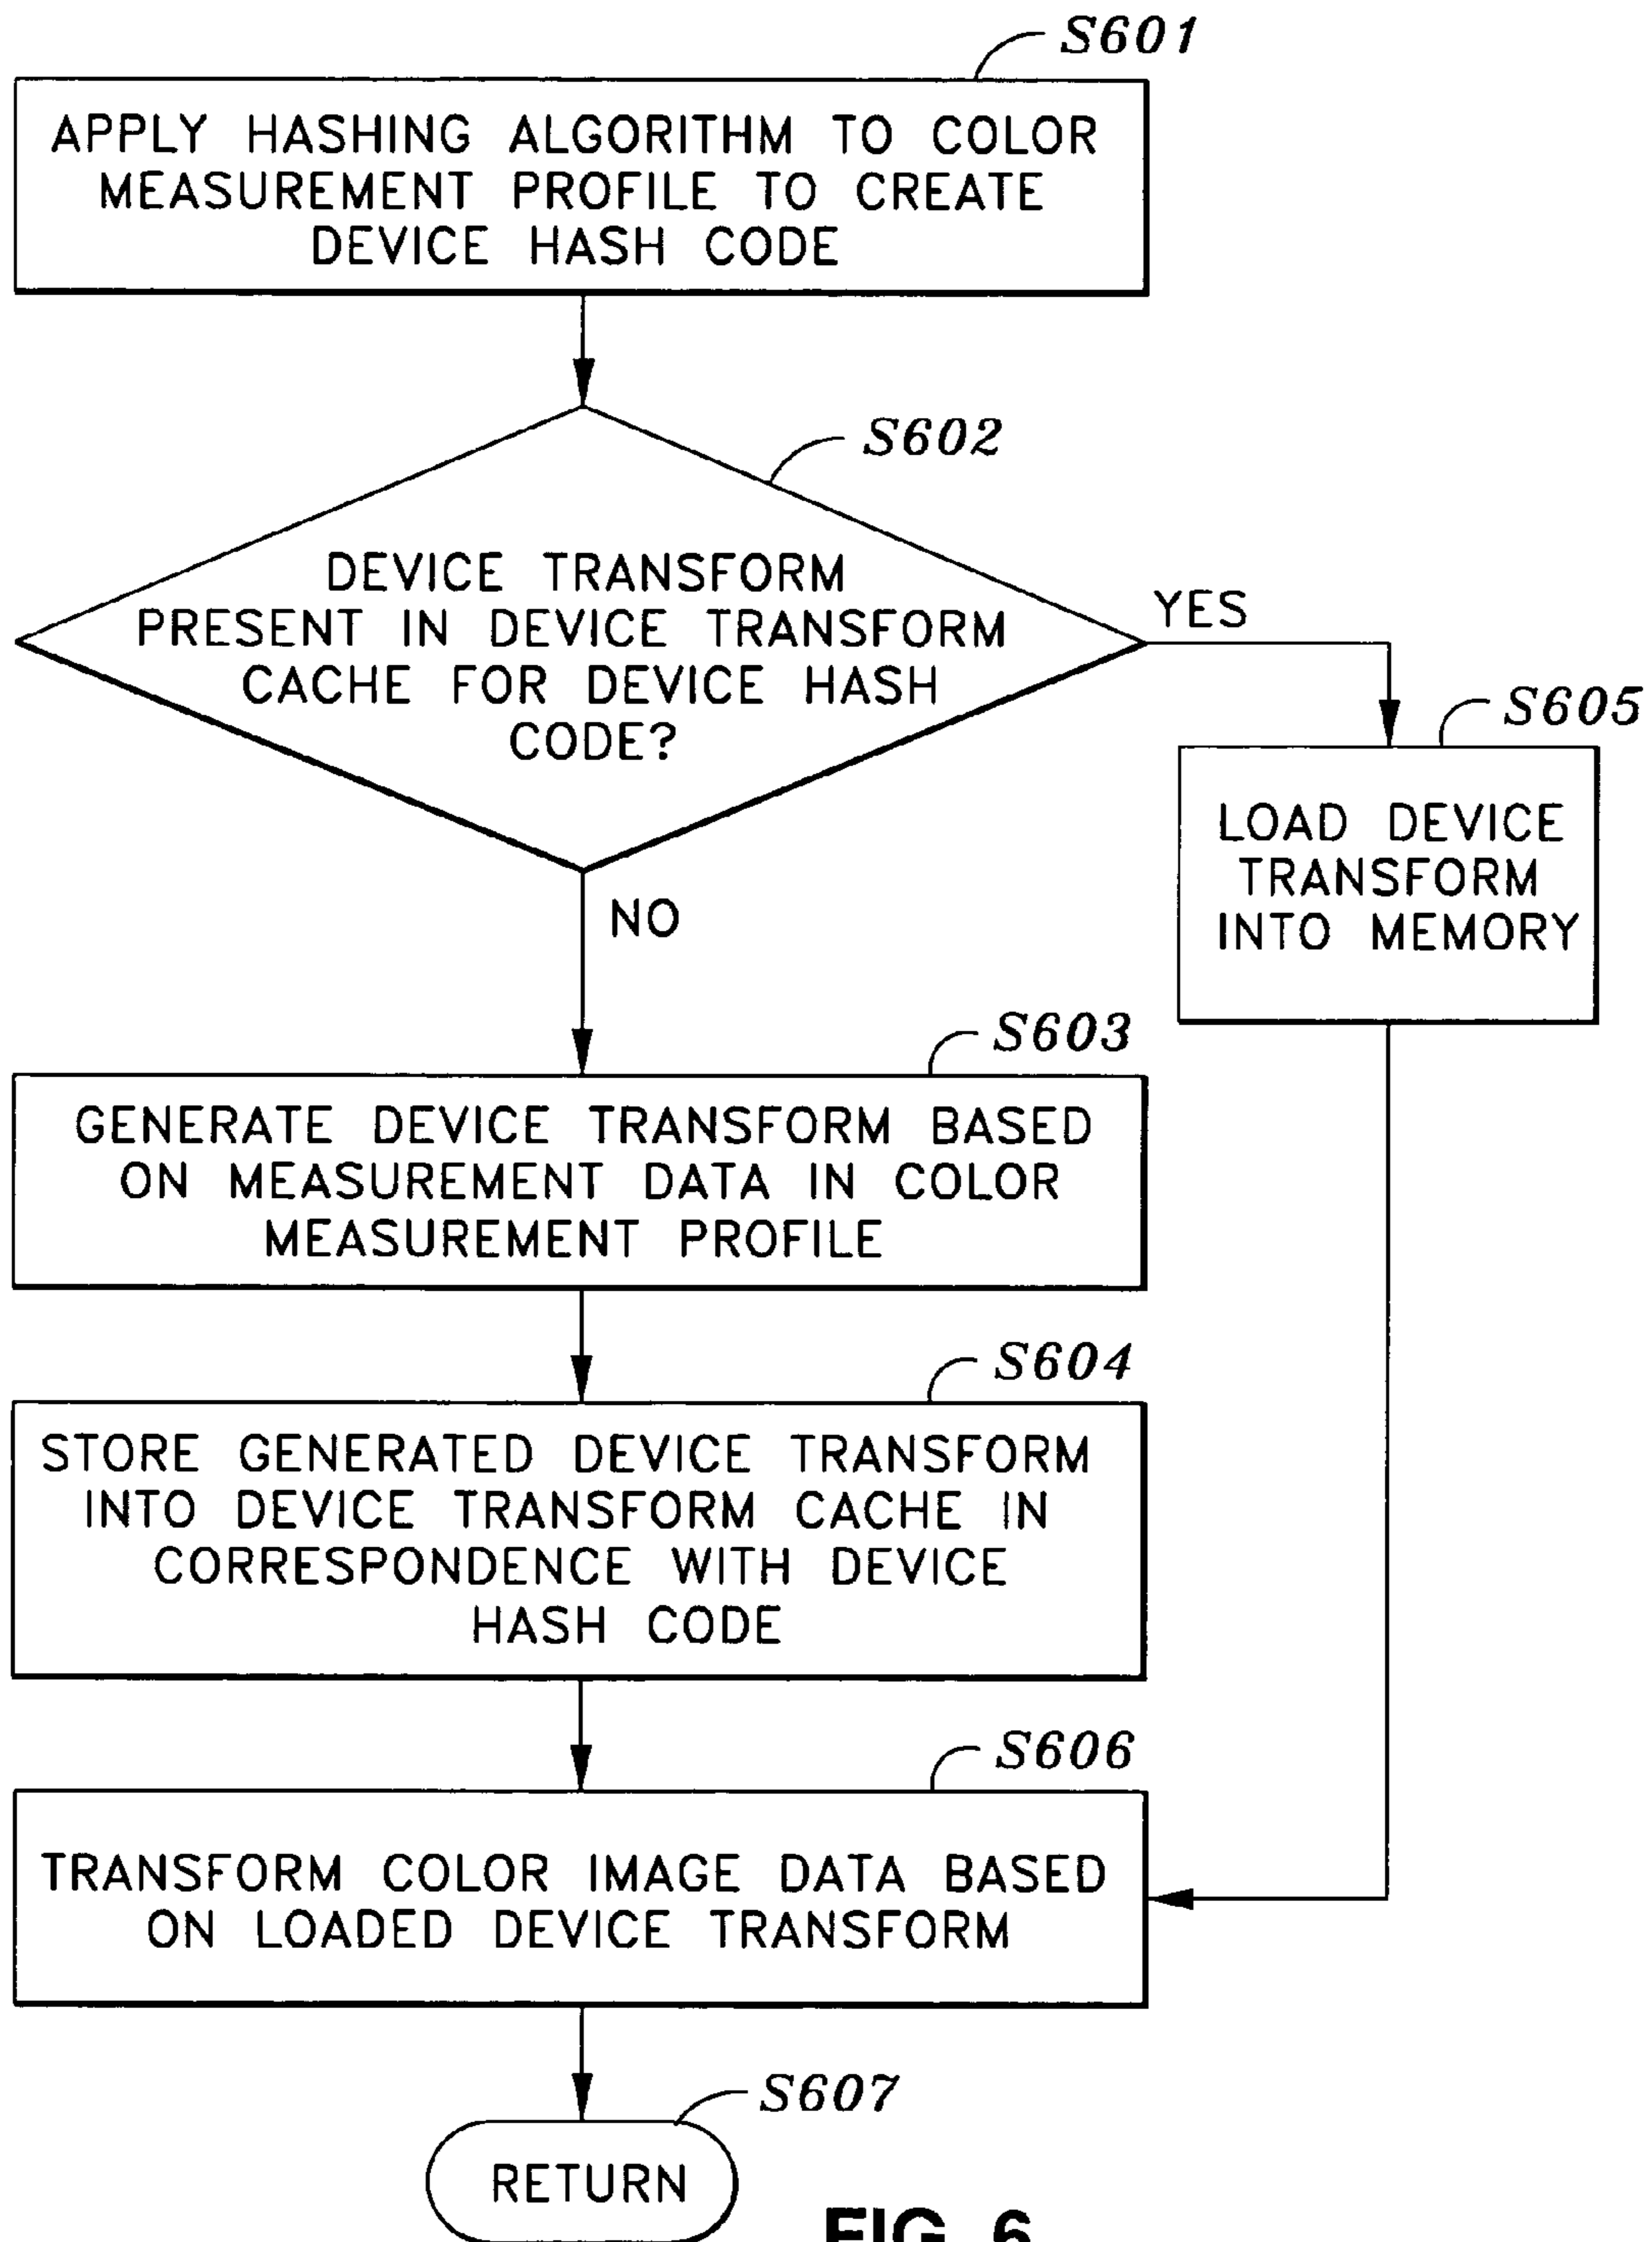 S601
APPLY HASHING ALGORITHM TO COLOR
MEASUREMENT PROFILE TO CREATE
DEVICE HASH CODE
S602
DEVICE TRANSFORM
PRESENT IN DEVICE TRANSFORM
CACHE FOR DEVICE HASH
CODE?
YES
NO
S605
LOAD DEVICE
TRANSFORM
INTO MEMORY
S603
GENERATE DEVICE TRANSFORM BASED
ON MEASUREMENT DATA IN COLOR
MEASUREMENT PROFILE
S604
STORE GENERATED DEVICE TRANSFORM
INTO DEVICE TRANSFORM CACHE IN
CORRESPONDENCE WITH DEVICE
HASH CODE
S606
TRANSFORM COLOR IMAGE DATA BASED
ON LOADED DEVICE TRANSFORM
S607
RETURN
FIG. 6